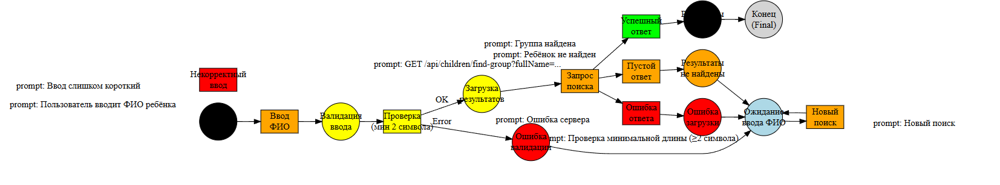 Конец
(Final)
Успешный
ответ
prompt: Группа найдена
prompt: Ребёнок не найден
prompt: GET /api/children/find-group?fullName=...
Результаты
не найдены
Пустой
ответ
Некорректный
ввод
Запрос
поиска
prompt: Ввод слишком короткий
Загрузка
результатов
OK
prompt: Пользователь вводит ФИО ребёнка
Ошибка
ответа
Ошибка
загрузки
Ожидание
ввода ФИО
Новый
поиск
Ввод
ФИО
Валидация
ввода
Проверка
(мин 2 символа)
Error
prompt: Ошибка сервера
prompt: Новый поиск
Ошибка
валидации
mpt: Проверка минимальной длины (≥2 символа)